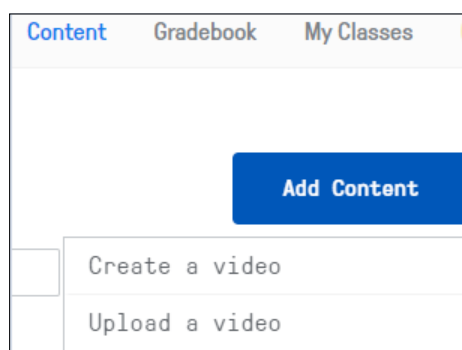 Content Gradebook My Classes
Add Content
Create a video
Upload a video